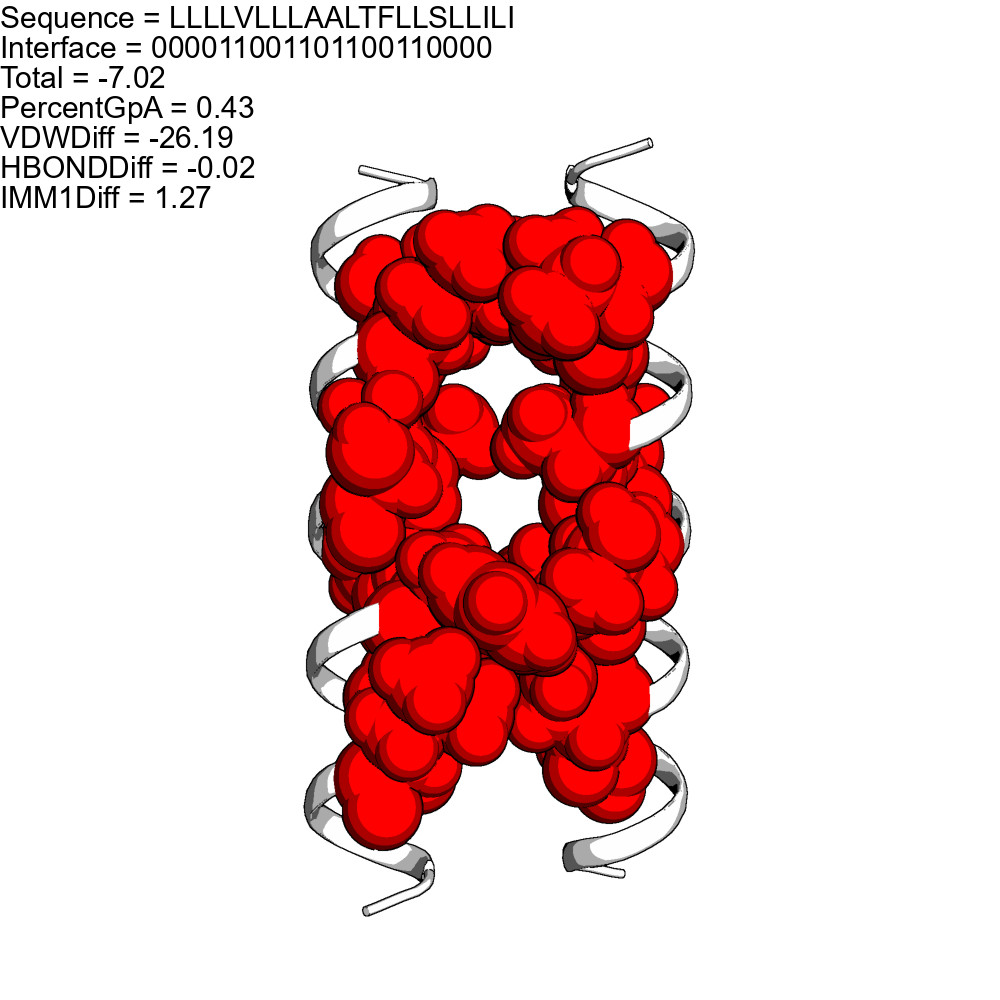 Sequence = LLLLVLLLAALTFLLSLLILI
Interface = 000011001101100110000
Total = -7.02
PercentGpA = 0.43
VDWDiff = -26.19
HBONDDiff = -0.02
IMM1Diff = 1.27